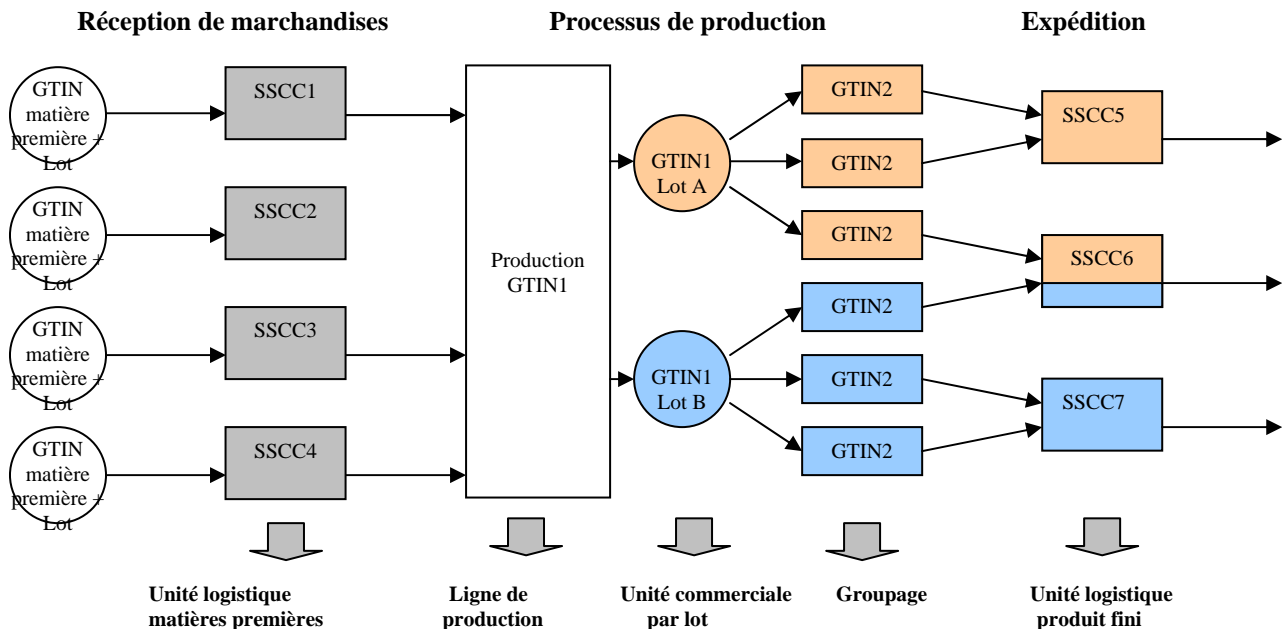 Réception de marchandises
Processus de production
Expédition
GTIN
matière
première +
Lot
SSCC1
GTIN
matière
première +
Lot
SSCC2
GTIN
matière
première +
Lot
SSCC3
GTIN
matière
première +
Lot
SSCC4
Production
GTIN1
GTIN1
Lot A
GTIN1
Lot B
GTIN2
GTIN2
GTIN2
GTIN2
GTIN2
GTIN2
SSCC5
SSCC6
SSCC7
Unité logistique
matières premières
Ligne de
production
Unité commerciale
par lot
Groupage
Unité logistique
produit fini